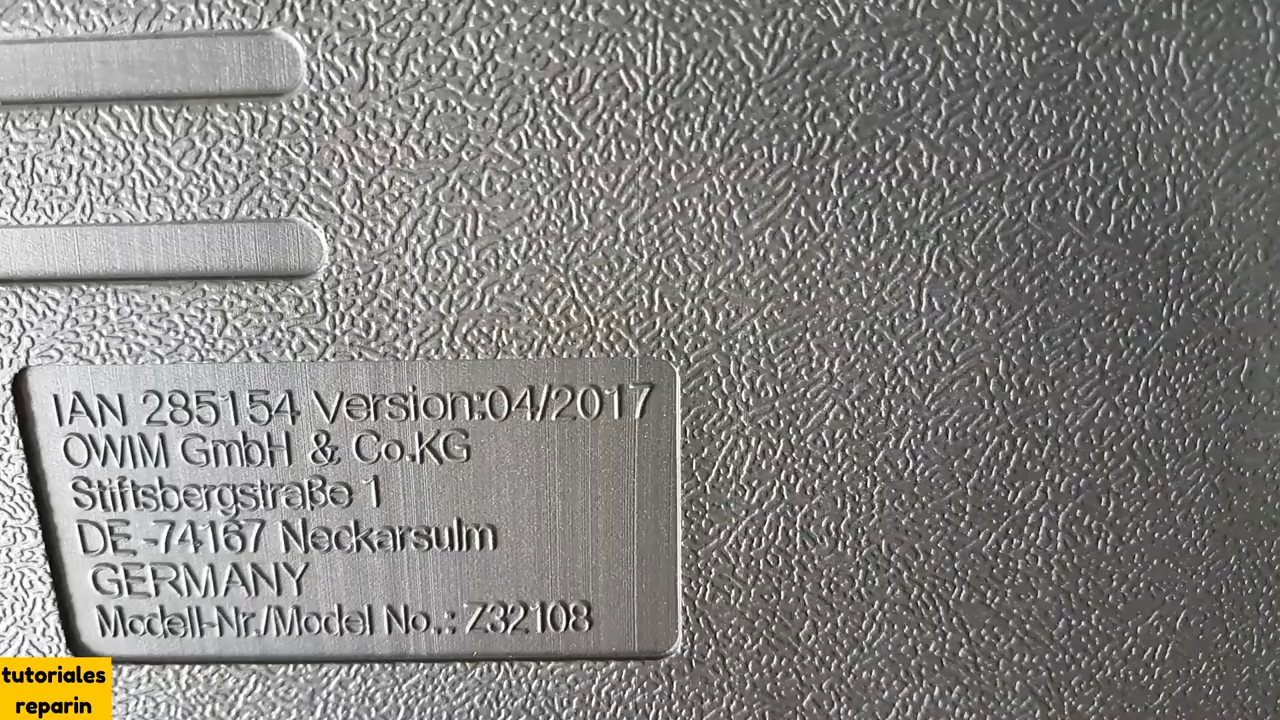 IAN 285154 Version:04/2017
OWIM GmbH & Co.KG
Stiftsbergstraße 1
DE-74167 Neckarsulm
GERMANY
Modell-Nr./Model No.: Z32108
tutoriales
reparin